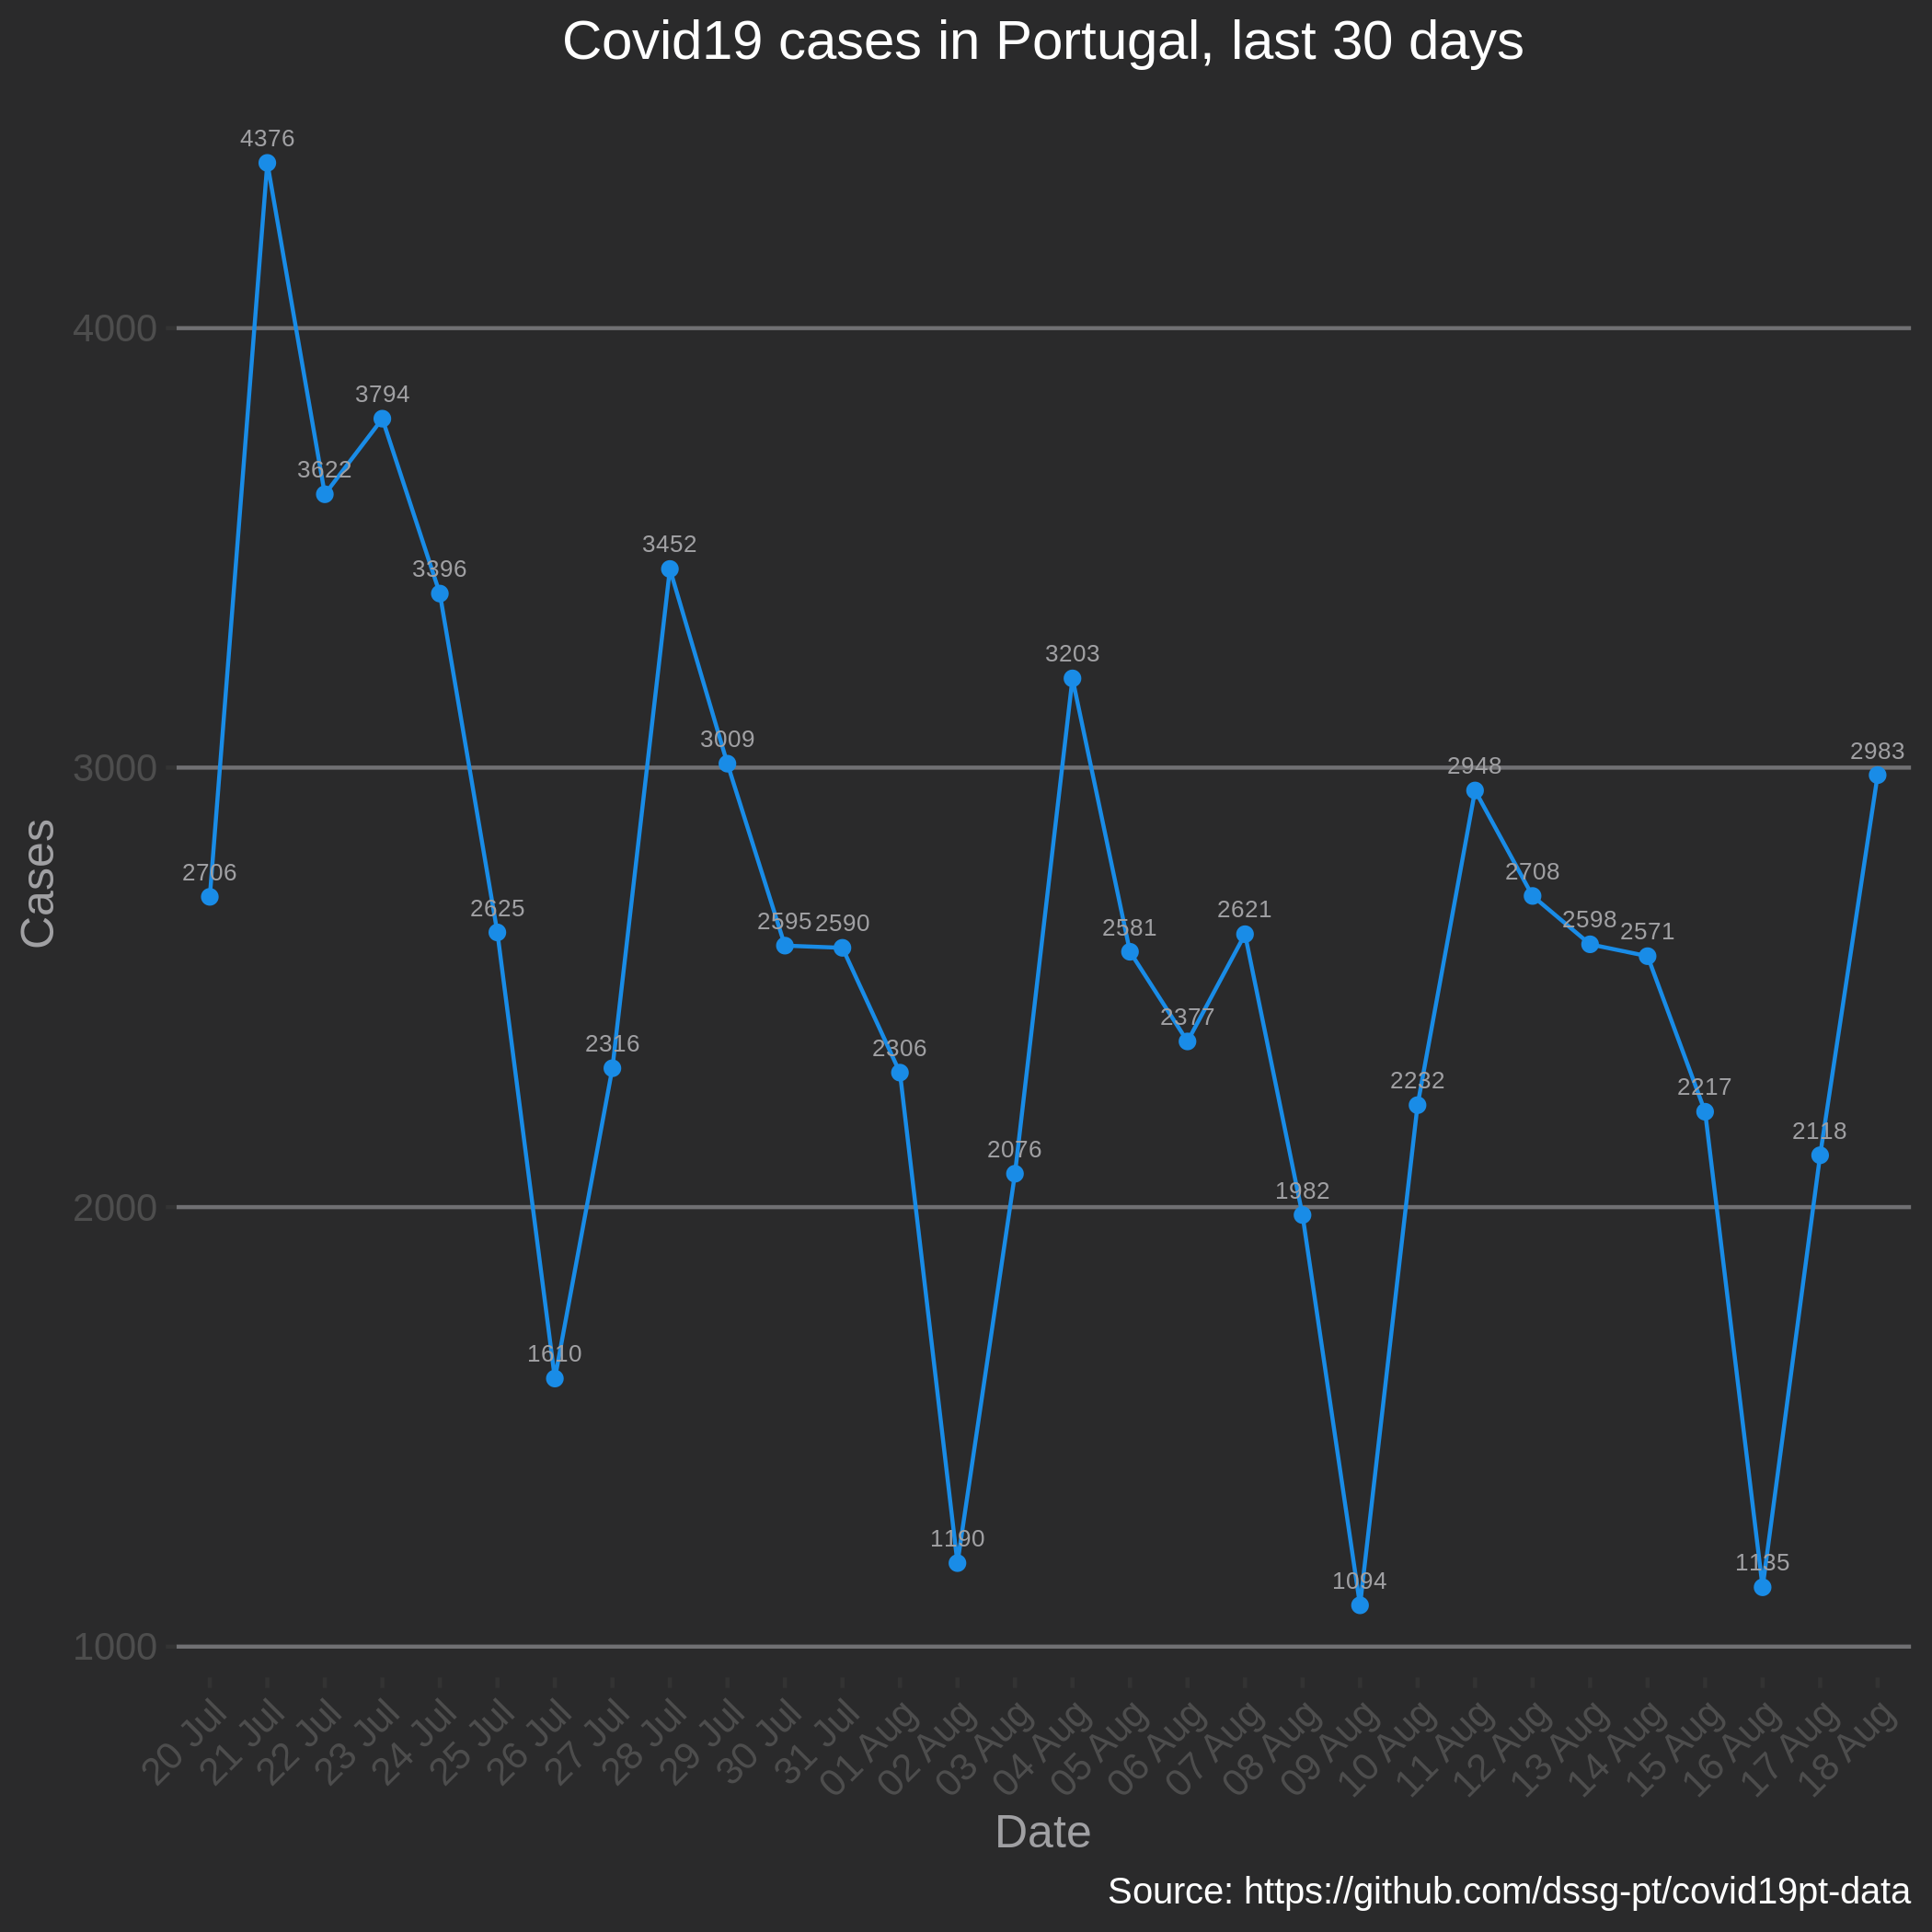 Covid19 cases in Portugal, last 30 days
4376
4000
3794
3622
3396
3452
3203
3009
3000
2948
2983
2706
2708
2625
2595
2590
2621
2598
2571
2581
2377
2316
2306
2232
2217
2118
2076
2000
1982
1610
1190
1094
1135
1000
Cases
20 Jul
21 Jul
22 Jul
23 Jul
24 Jul
25 Jul
26 Jul
27 Jul
28 Jul
29 Jul
30 Jul
31 Jul
01 Aug
02 Aug
03 Aug
04 Aug
05 Aug
06 Aug
07 Aug
08 Aug
09 Aug
10 Aug
11 Aug
12 Aug
13 Aug
14 Aug
15 Aug
16 Aug
17 Aug
18 Aug
Date
Source: https://github.com/dssg-pt/covid19pt-data